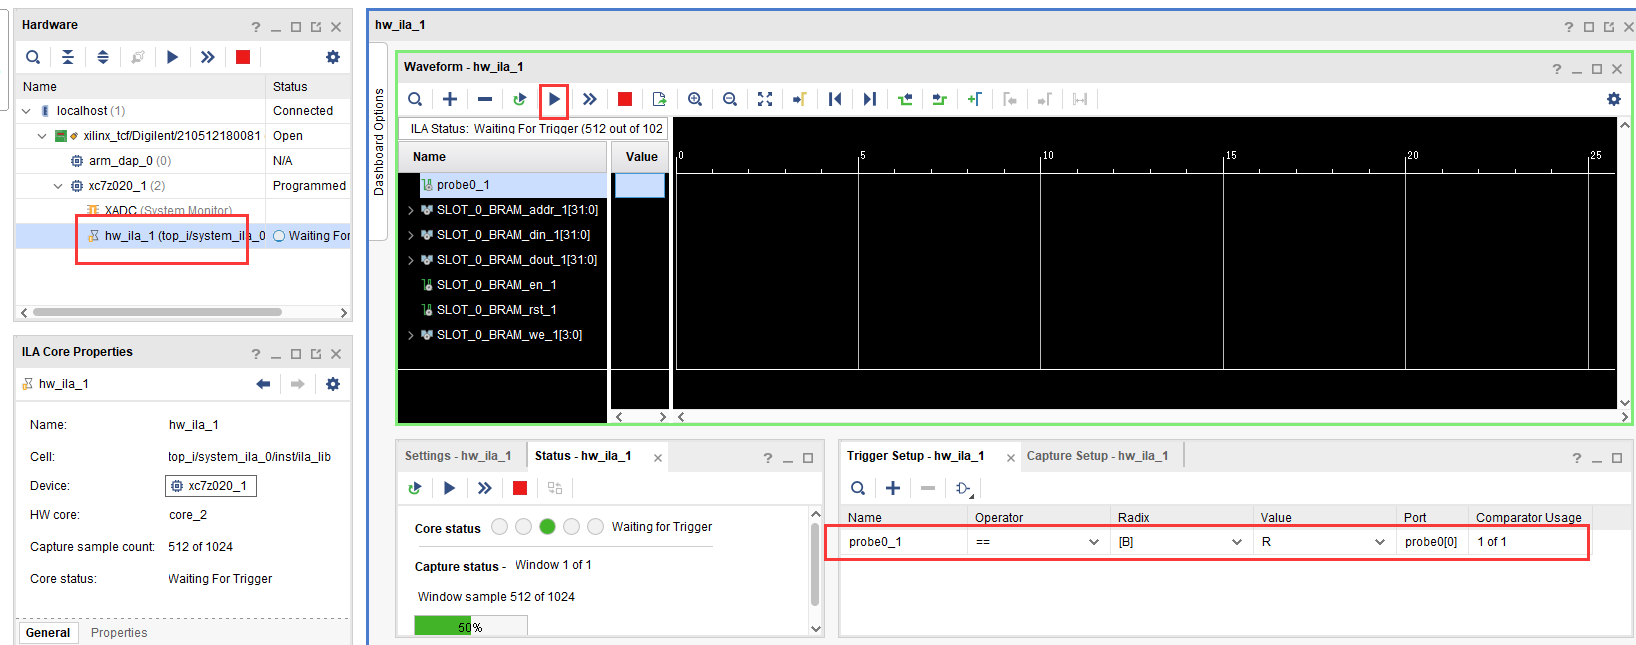 Hardware
? _
Name Status
localhost (1) Connected
xilinx_tcf/Digilent/210512180081 Open
arm_dap_0 (0) N/A
xc7z020_1 (2) Programmed
XADC (System Monitor)
hw_ila_1 (top_i/system_ila_0 Waiting For
ILA Core Properties
? _
hw_ila_1
Name: hw_ila_1
Cell: top_i/system_ila_0/inst/ila_lib
Device: xc7z020_1
HW core: core_2
Capture sample count: 512 of 1024
Core status: Waiting For Trigger
General Properties
hw_ila_1
?
Dashboard Options
Waveform - hw_ila_1
? _
ILA Status: Waiting For Trigger (512 out of 102
Name Value
0 5 10 15 20 25
probe0_1
SLOT_0_BRAM_addr_1[31:0]
SLOT_0_BRAM_din_1[31:0]
SLOT_0_BRAM_dout_1[31:0]
SLOT_0_BRAM_en_1
SLOT_0_BRAM_rst_1
SLOT_0_BRAM_we_1[3:0]
Settings - hw_ila_1 Status - hw_ila_1
? _
Core status Waiting for Trigger
Capture status - Window 1 of 1
Window sample 512 of 1024
50%
Trigger Setup - hw_ila_1 Capture Setup - hw_ila_1
? _
Name Operator Radix Value Port Comparator Usage
probe0_1 == [B] R probe0[0] 1 of 1